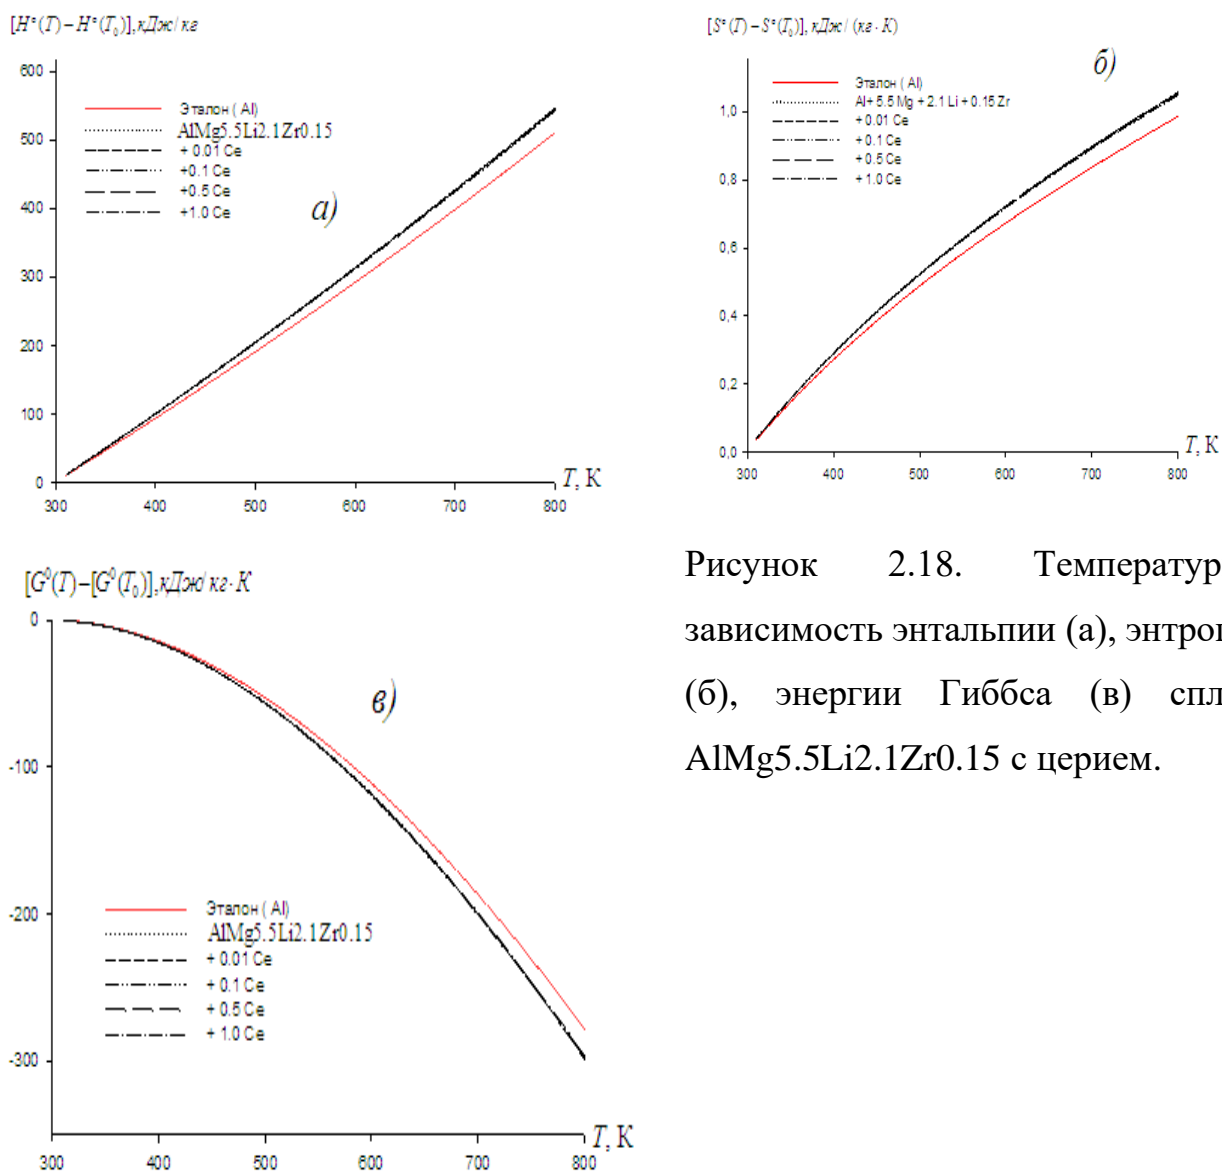 [H°(T) – H°(T₀)], кДж/ кг
600
500
400
300
200
100
0
300 400 500 600 700 800
T, К
Эталон ( Al)
AlMg5.5Li2.1Zr0.15
+ 0.01 Ce
+0.1 Ce
+0.5 Ce
+1.0 Ce
а)
[S°(T) – S°(T₀)], кДж / (кг · К)
1,0
0,8
0,6
0,4
0,2
0,0
300 400 500 600 700 800
T, К
Эталон ( Al)
Al+ 5.5 Mg + 2.1 Li + 0.15 Zr
+ 0.01 Ce
+0.1 Ce
+0.5 Ce
+ 1.0 Ce
б)
[G⁰(T) – [G⁰(T₀)], кДж/ кг · К
0
-100
-200
-300
300 400 500 600 700 800
T, К
Эталон ( Al)
AlMg5.5Li2.1Zr0.15
+ 0.01 Ce
+ 0.1 Ce
+ 0.5 Ce
+ 1.0 Ce
в)
Рисунок 2.18. Температур
зависимость энтальпии (а), энтроп
(б), энергии Гиббса (в) спл
AlMg5.5Li2.1Zr0.15 с церием.